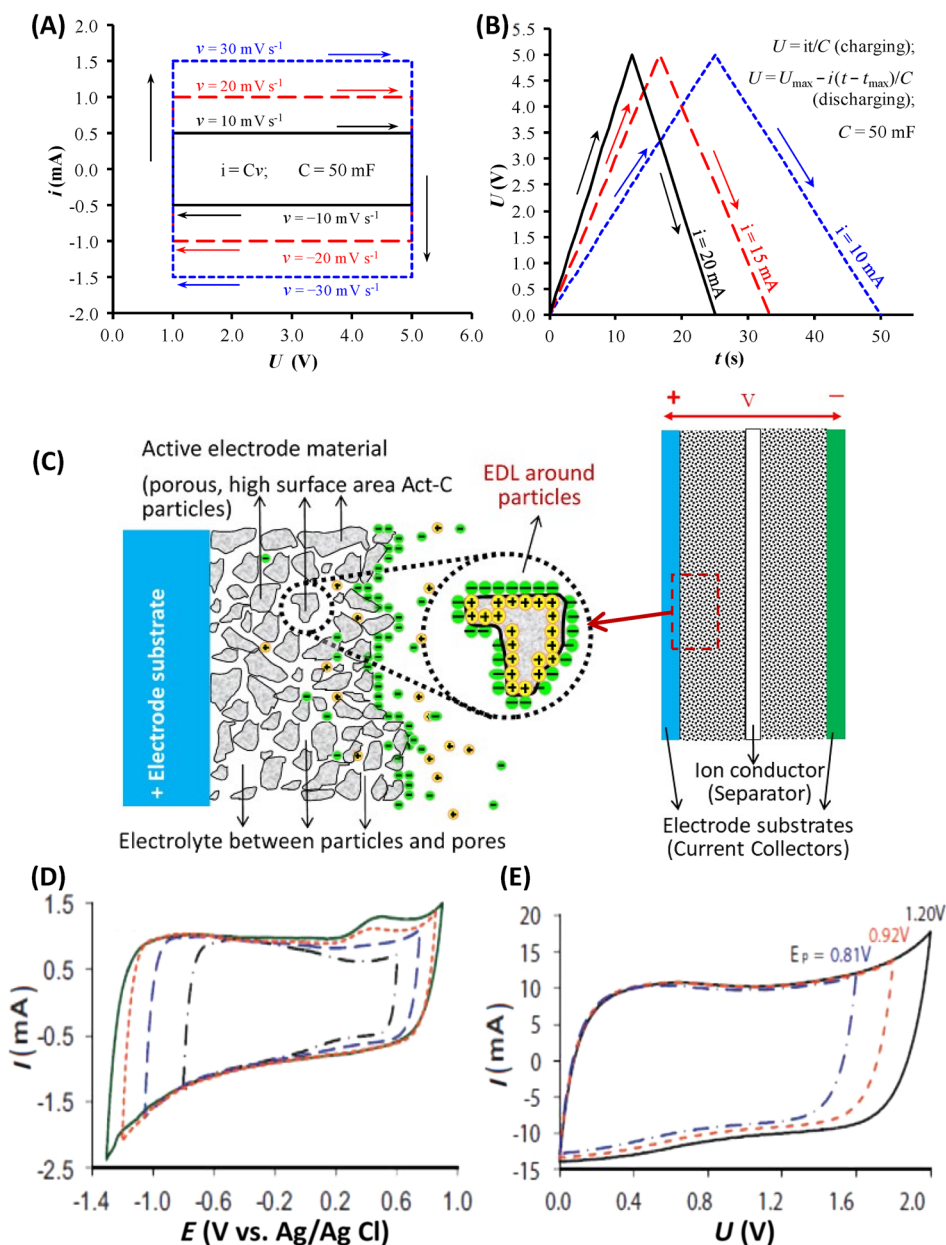 (A)
2.0
1.5
1.0
0.5
0.0
-0.5
-1.0
-1.5
-2.0
i (mA)
v = 30 mV s⁻¹
v = 20 mV s⁻¹
v = 10 mV s⁻¹
i = Cv; C = 50 mF
v = −10 mV s⁻¹
v = −20 mV s⁻¹
v = −30 mV s⁻¹
0.0 1.0 2.0 3.0 4.0 5.0 6.0
U (V)
(B)
5.0
4.5
4.0
3.5
3.0
2.5
2.0
1.5
1.0
0.5
0.0
U (V)
U = it/C (charging);
U = Umax − i(t − tmax)/C
(discharging);
C = 50 mF
i = 20 mA
i = 15 mA
i = 10 mA
0 10 20 30 40 50
t (s)
(C)
Active electrode material
(porous, high surface area Act-C
particles)
EDL around
particles
+ Electrode substrate
Electrolyte between particles and pores
+ V −
Ion conductor
(Separator)
Electrode substrates
(Current Collectors)
(D)
1.5
0.5
-0.5
-1.5
-2.5
I (mA)
-1.4 -1.0 -0.6 -0.2 0.2 0.6 1.0
E (V vs. Ag/Ag Cl)
(E)
20
15
10
5
0
-5
-10
-15
I (mA)
1.20V
0.92V
EP = 0.81V
0.0 0.4 0.8 1.2 1.6 2.0
U (V)